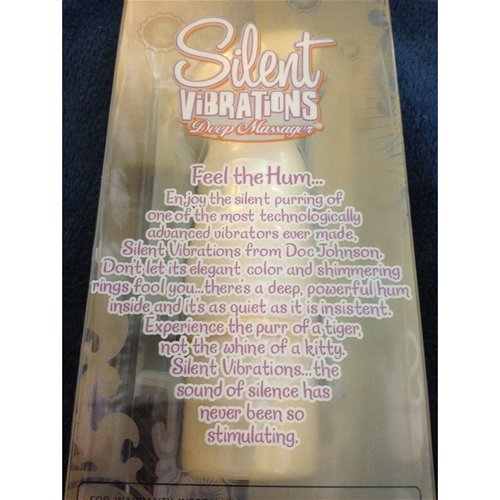 Silent
ViBRATIONS
Deep Massager
Feel the Hum...
Enjoy the silent purring of
one of the most technologically
advanced vibrators ever made,
Silent Vibrations from Doc Johnson.
Dont let its elegant color and shimmering
rings fool you...there's a deep, powerful hum
inside and it's as quiet as it is insistent.
Experience the purr of a tiger,
not the whine of a kitty.
Silent Vibrations...the
sound of silence has
never been so
stimulating.
FOR WARRANTY